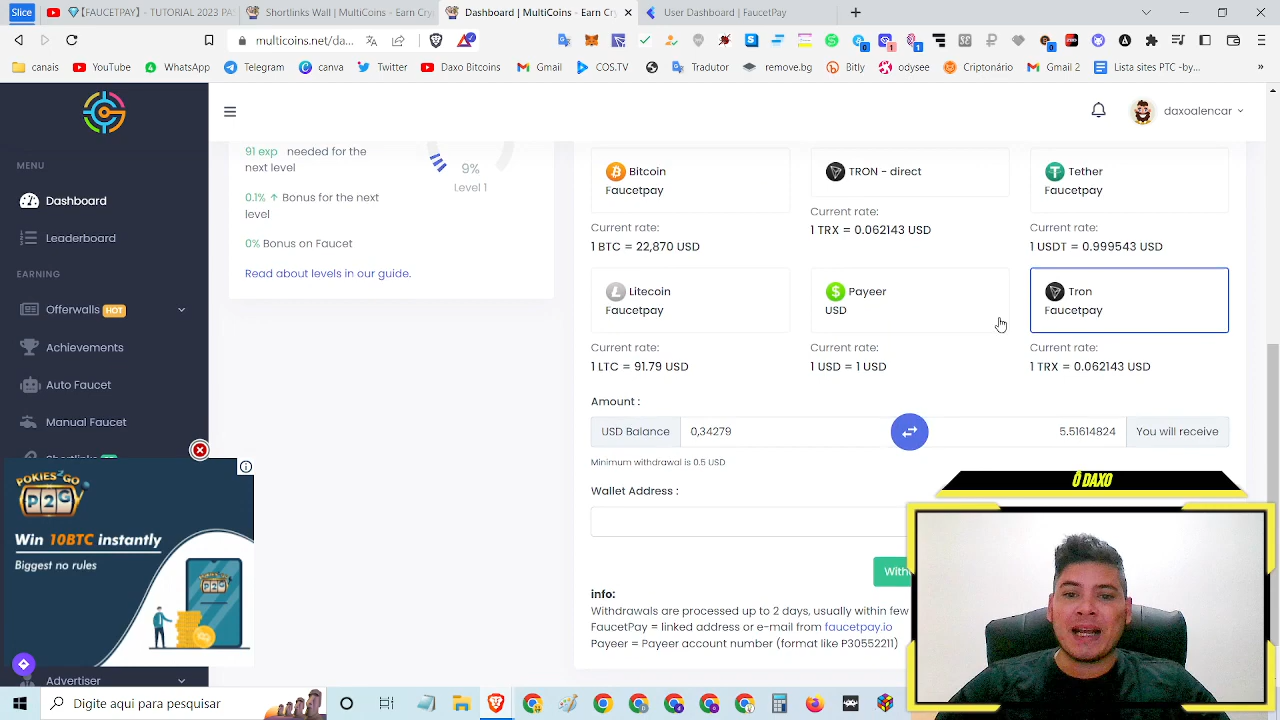 Slice
【FAUCETPAY】- TUTORIAL 2023 PA
Shortinks Wall | MultiCoins - Earn Cry
Dashboard | MultiCoins - Earn Cr
User Dashboard | FaucetPay
multicoins.net/da...
canais
YouTUBE
WhatsApp
Telegram
canva
Twitter
Daxo Bitcoins
Gmail
COS.TV
Tradutor
remove.bg
Bitly
odysee
Criptonário
Gmail 2
Lista sites PTC -by...
»
daxoalencar
MENU
Dashboard
Leaderboard
EARNING
Offerwalls HOT
Achievements
Auto Faucet
Manual Faucet
Advertiser
91 exp needed for the
next level
0.1% ↑ Bonus for the next
level
0% Bonus on Faucet
Read about levels in our guide.
9%
Level 1
Bitcoin
Faucetpay
Current rate:
1 BTC = 22,870 USD
TRON - direct
Current rate:
1 TRX = 0.062143 USD
Tether
Faucetpay
Current rate:
1 USDT = 0.999543 USD
Litecoin
Faucetpay
Current rate:
1 LTC = 91.79 USD
Payeer
USD
Current rate:
1 USD = 1 USD
Tron
Faucetpay
Current rate:
1 TRX = 0.062143 USD
Amount :
USD Balance
0,34279
5.51614824
You will receive
Minimum withdrawal is 0.5 USD
Wallet Address :
With
info:
Withdrawals are processed up to 2 days, usually within few
FaucetPay = linked address or e-mail from faucetpay.io
Payeer = Payeer account number (format like P30552211)
Ô DAXO
POKIES2GO
P2G
Win 10BTC instantly
Biggest no rules
Digite aqui para pesquisar